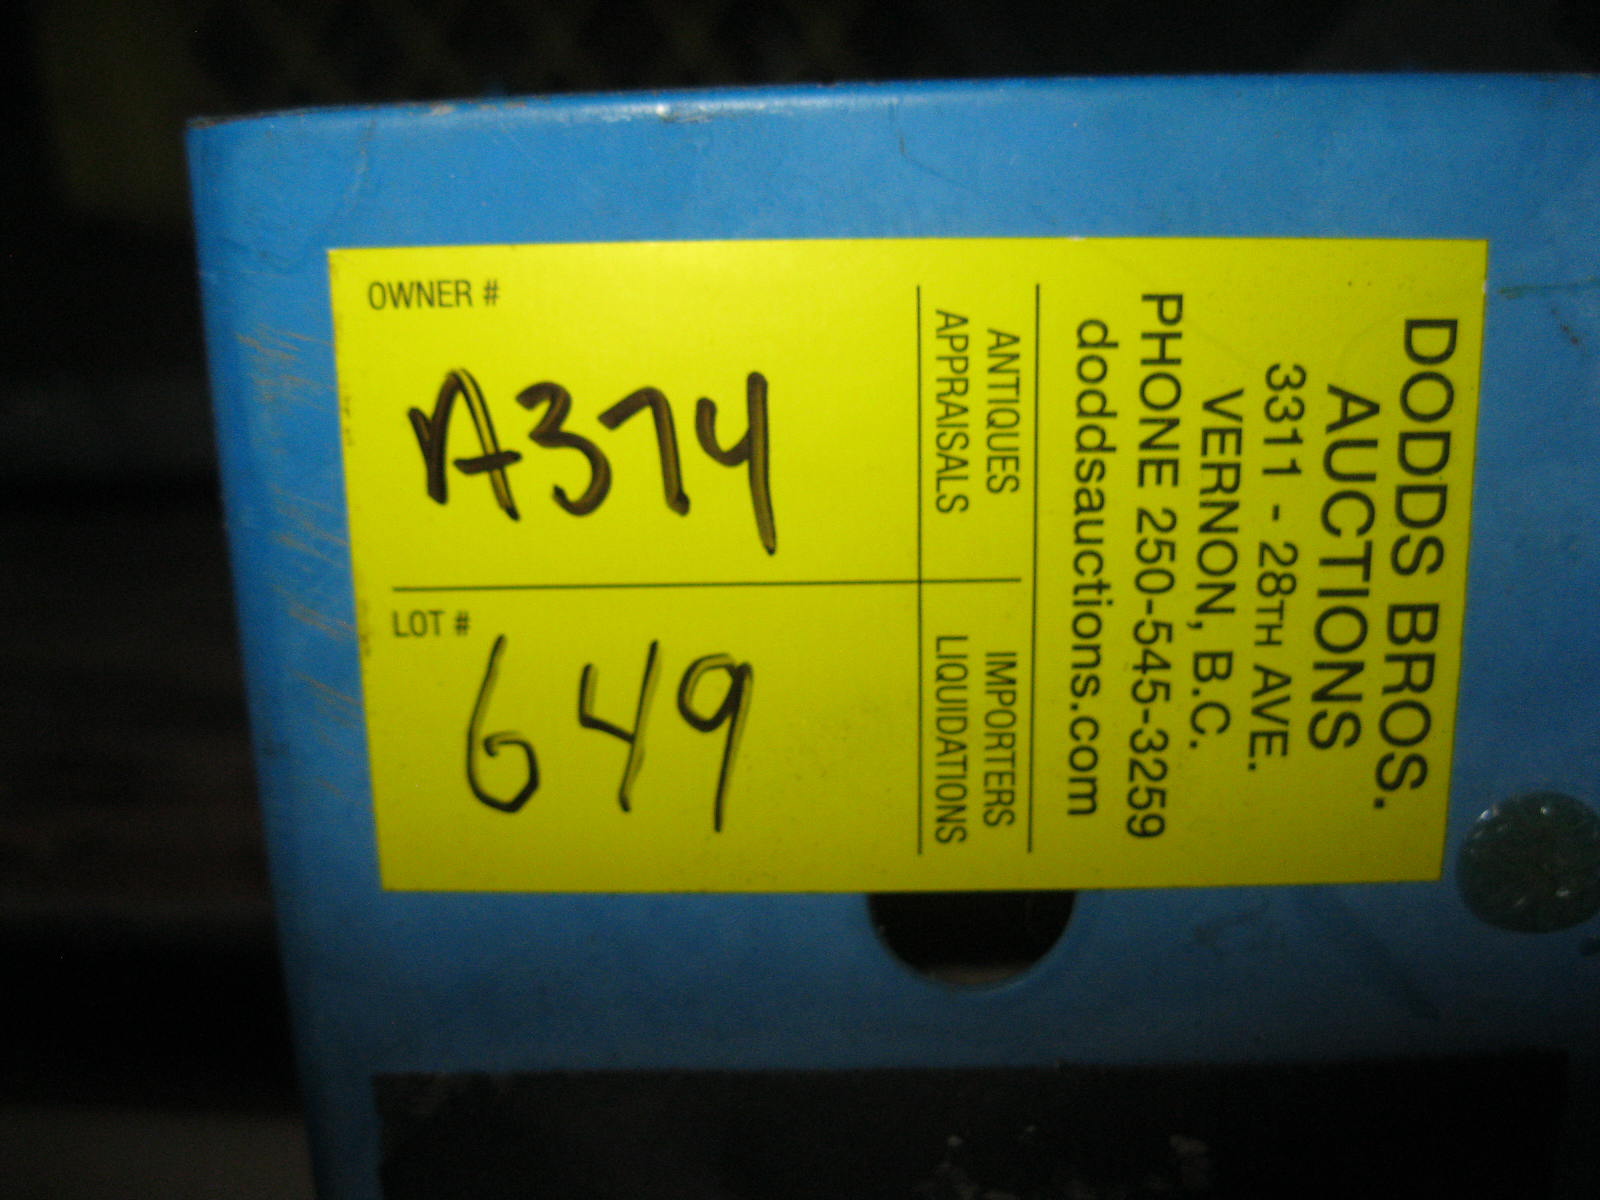 OWNER #
A374
LOT #
649
DODDS BROS.
AUCTIONS
3311 - 28TH AVE.
VERNON, B.C.
PHONE 250-545-3259
doddsauctions.com
ANTIQUES
APPRAISALS
IMPORTERS
LIQUIDATIONS